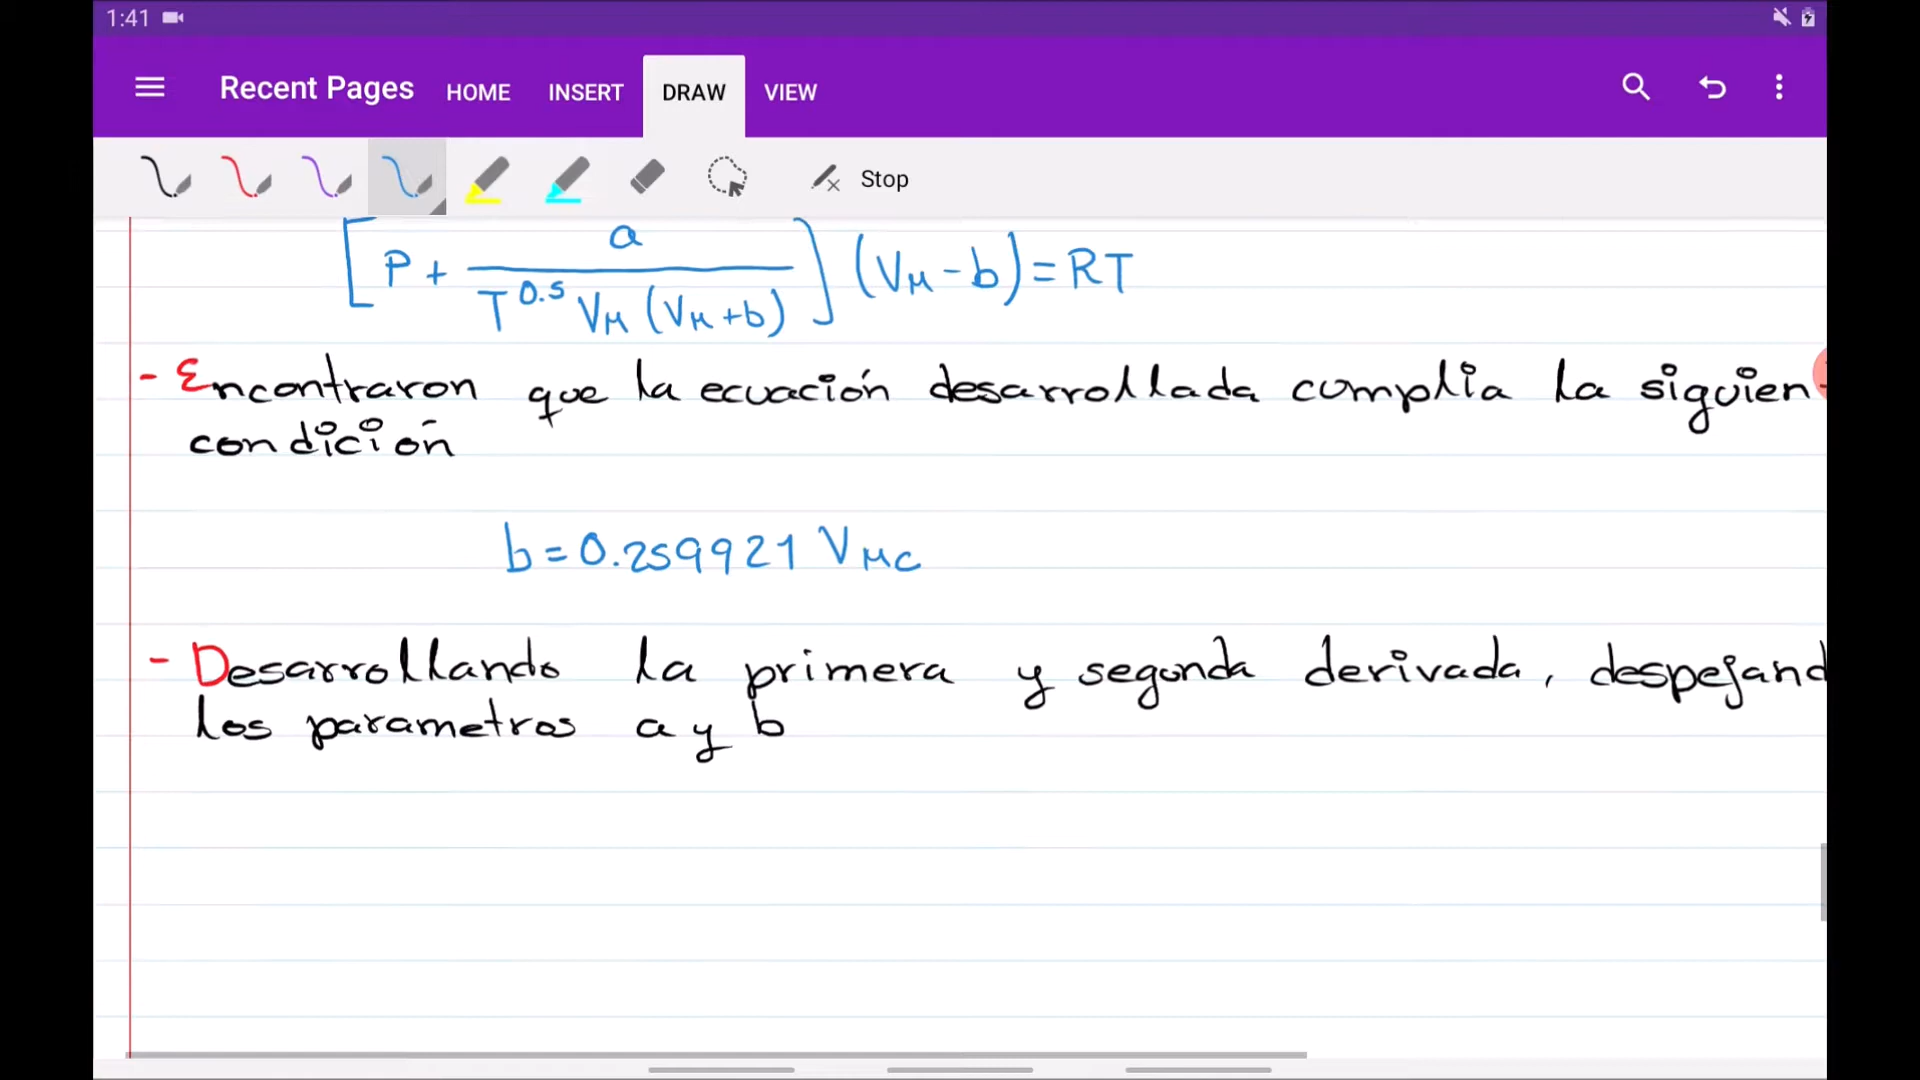 1:41
Recent Pages HOME INSERT DRAW VIEW
Stop
[P + a / T^0.5 V_M (V_M + b)] (V_M - b) = RT
- Encontraron que la ecuación desarrollada cumplia la siguien
condición
b = 0.259921 V_MC
- Desarrollando la primera y segunda derivada, despejand
los parametros a y b